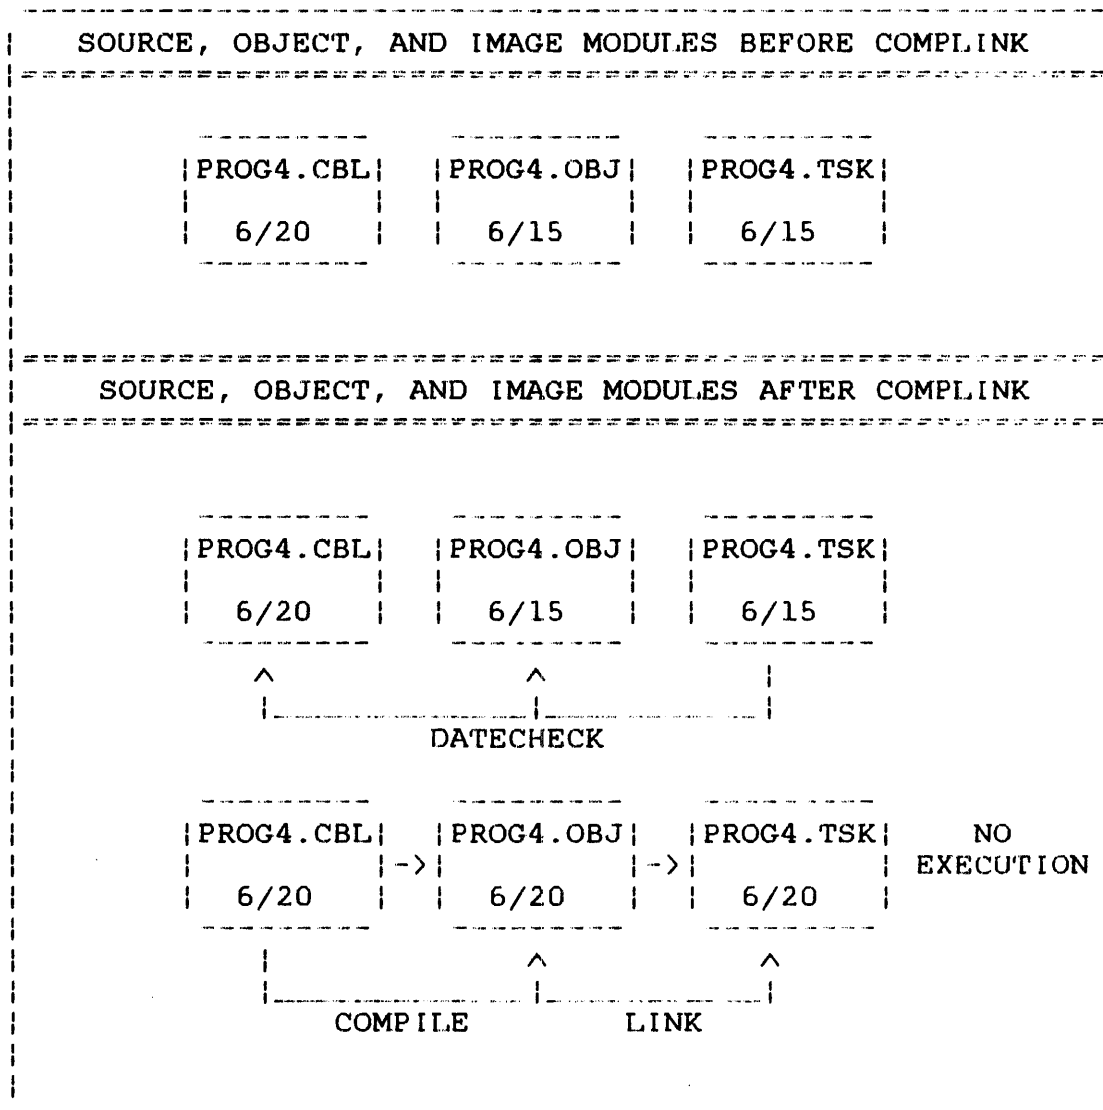 SOURCE, OBJECT, AND IMAGE MODULES BEFORE COMPLINK
PROG4.CBL PROG4.OBJ PROG4.TSK
6/20 6/15 6/15
SOURCE, OBJECT, AND IMAGE MODULES AFTER COMPLINK
PROG4.CBL PROG4.OBJ PROG4.TSK
6/20 6/15 6/15
DATECHECK
PROG4.CBL PROG4.OBJ PROG4.TSK NO
-> -> EXECUTION
6/20 6/20 6/20
COMPILE LINK